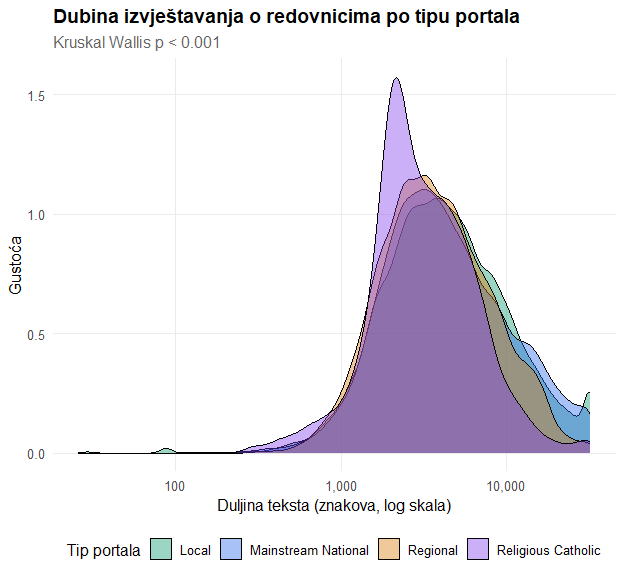 Dubina izvještavanja o redovnicima po tipu portala
Kruskal Wallis p < 0.001
1.5
1.0
0.5
0.0
Gustoća
100
1,000
10,000
Duljina teksta (znakova, log skala)
Tip portala
Local
Mainstream National
Regional
Religious Catholic